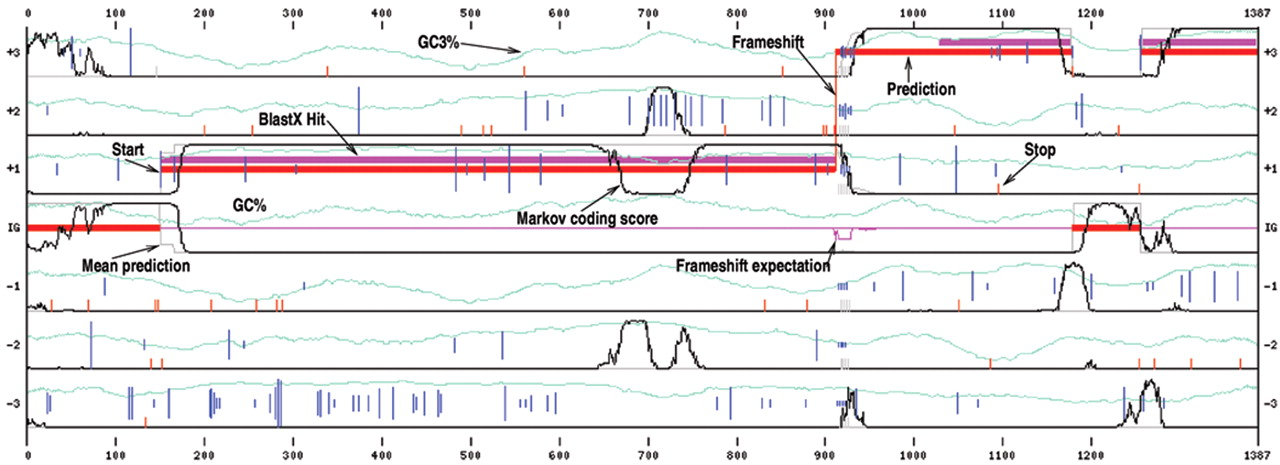 0 100 200 300 400 500 600 700 800 900 1000 1100 1200 1387
GC3% Frameshift
+3 +3
Prediction
+2 +2
BlastX Hit
Start Stop
+1 +1
GC% Markov coding score
IG IG
Mean prediction Frameshift expectation
-1 -1
-2 -2
-3 -3
0 100 200 300 400 500 600 700 800 900 1000 1100 1200 1387